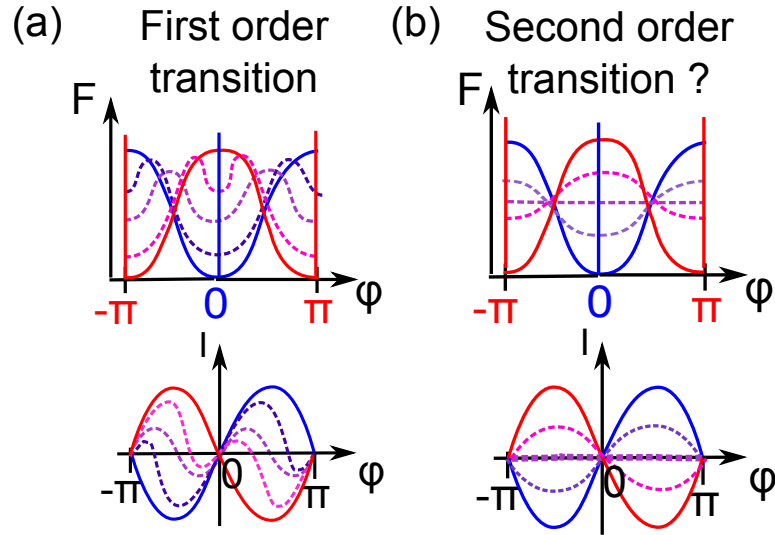 (a) First order
transition
F
-π 0 π φ
I
-π 0 π φ
(b) Second order
transition ?
F
-π 0 π φ
I
-π 0 π φ